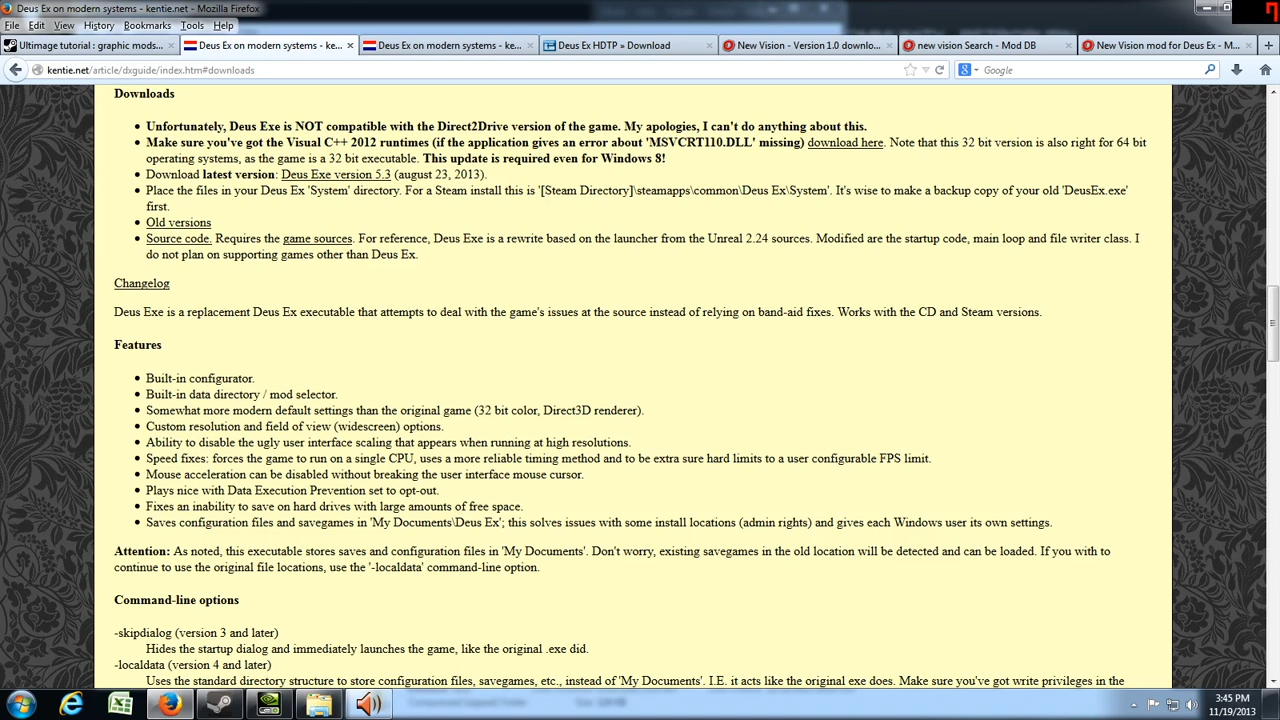 Deus Ex on modern systems - kentie.net - Mozilla Firefox
File Edit View History Bookmarks Tools Help
Ultimage tutorial : graphic mods... Deus Ex on modern systems - ke... Deus Ex on modern systems - ke... Deus Ex HDTP » Download New Vision - Version 1.0 downlo... new vision Search - Mod DB New Vision mod for Deus Ex - M...
kentie.net/article/dxguide/index.htm#downloads Google
Downloads
Unfortunately, Deus Exe is NOT compatible with the Direct2Drive version of the game. My apologies, I can't do anything about this.
Make sure you've got the Visual C++ 2012 runtimes (if the application gives an error about 'MSVCRT110.DLL' missing) download here. Note that this 32 bit version is also right for 64 bit
operating systems, as the game is a 32 bit executable. This update is required even for Windows 8!
Download latest version: Deus Exe version 5.3 (august 23, 2013).
Place the files in your Deus Ex 'System' directory. For a Steam install this is '[Steam Directory]\steamapps\common\Deus Ex\System'. It's wise to make a backup copy of your old 'DeusEx.exe'
first.
Old versions
Source code. Requires the game sources. For reference, Deus Exe is a rewrite based on the launcher from the Unreal 2.24 sources. Modified are the startup code, main loop and file writer class. I
do not plan on supporting games other than Deus Ex.
Changelog
Deus Exe is a replacement Deus Ex executable that attempts to deal with the game's issues at the source instead of relying on band-aid fixes. Works with the CD and Steam versions.
Features
Built-in configurator.
Built-in data directory / mod selector.
Somewhat more modern default settings than the original game (32 bit color, Direct3D renderer).
Custom resolution and field of view (widescreen) options.
Ability to disable the ugly user interface scaling that appears when running at high resolutions.
Speed fixes: forces the game to run on a single CPU, uses a more reliable timing method and to be extra sure hard limits to a user configurable FPS limit.
Mouse acceleration can be disabled without breaking the user interface mouse cursor.
Plays nice with Data Execution Prevention set to opt-out.
Fixes an inability to save on hard drives with large amounts of free space.
Saves configuration files and savegames in 'My Documents\Deus Ex'; this solves issues with some install locations (admin rights) and gives each Windows user its own settings.
Attention: As noted, this executable stores saves and configuration files in 'My Documents'. Don't worry, existing savegames in the old location will be detected and can be loaded. If you with to
continue to use the original file locations, use the '-localdata' command-line option.
Command-line options
-skipdialog (version 3 and later)
Hides the startup dialog and immediately launches the game, like the original .exe did.
-localdata (version 4 and later)
Uses the standard directory structure to store configuration files, savegames, etc., instead of 'My Documents'. I.E. it acts like the original exe does. Make sure you've got write privileges in the
3:45 PM
11/19/2013